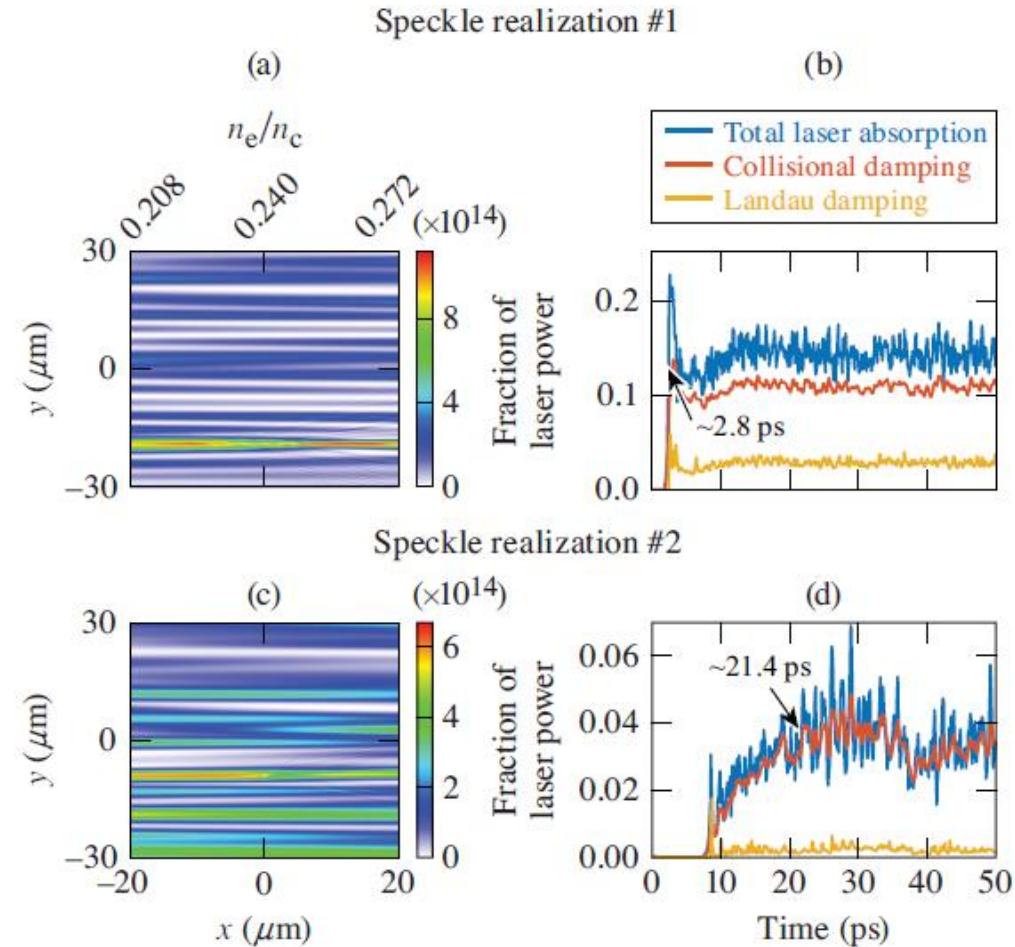 Speckle realization #1
(a)
(b)
n_e/n_c
0.208
0.240
0.272
(×10^14)
30
0
−30
y (μm)
8
4
0
Fraction of
laser power
Total laser absorption
Collisional damping
Landau damping
0.2
0.1
0.0
~2.8 ps
Speckle realization #2
(c)
(×10^14)
(d)
30
0
−30
y (μm)
−20
0
20
x (μm)
6
4
2
0
Fraction of
laser power
0.06
0.04
0.02
0.00
~21.4 ps
0
10
20
30
40
50
Time (ps)